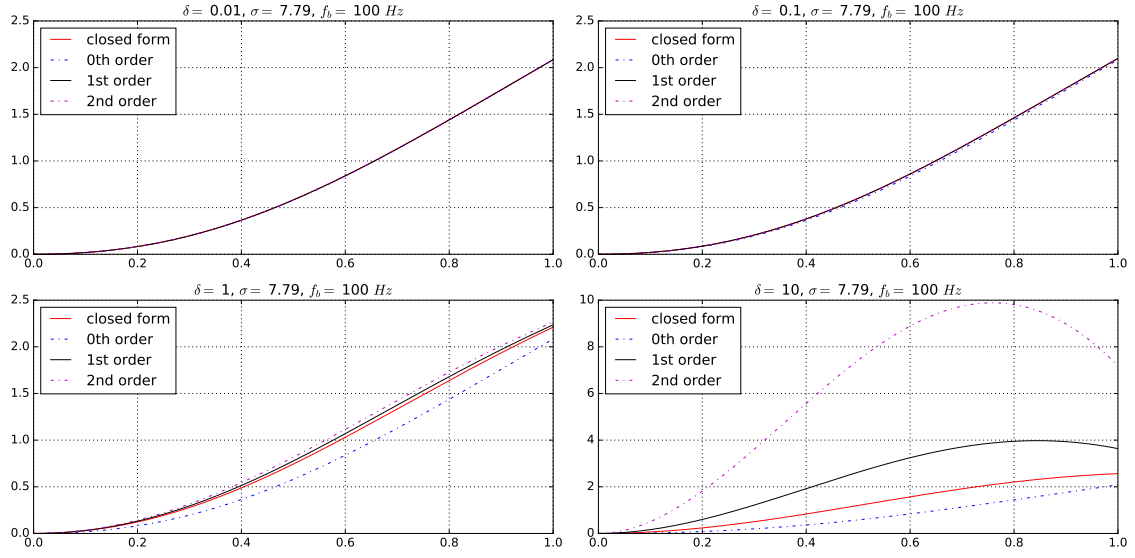 δ = 0.01, σ = 7.79, f_b = 100 Hz
closed form
0th order
1st order
2nd order
2.5
2.0
1.5
1.0
0.5
0.0
0.0 0.2 0.4 0.6 0.8 1.0
δ = 0.1, σ = 7.79, f_b = 100 Hz
closed form
0th order
1st order
2nd order
2.5
2.0
1.5
1.0
0.5
0.0
0.0 0.2 0.4 0.6 0.8 1.0
δ = 1, σ = 7.79, f_b = 100 Hz
closed form
0th order
1st order
2nd order
2.5
2.0
1.5
1.0
0.5
0.0
0.0 0.2 0.4 0.6 0.8 1.0
δ = 10, σ = 7.79, f_b = 100 Hz
closed form
0th order
1st order
2nd order
10
8
6
4
2
0
0.0 0.2 0.4 0.6 0.8 1.0